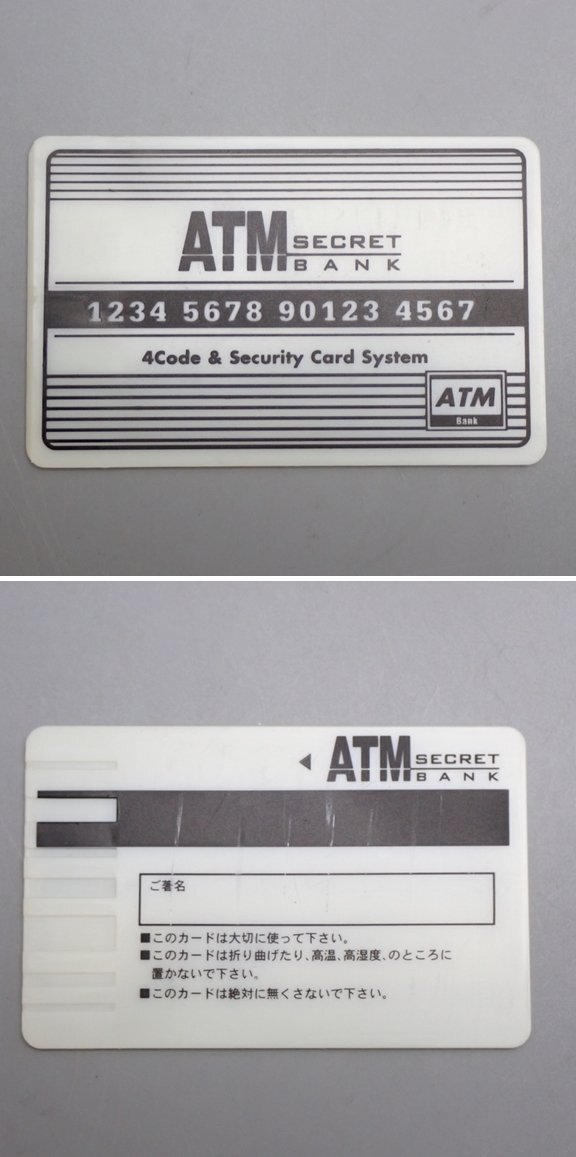 ATM SECRET BANK
1234 5678 90123 4567
4Code & Security Card System
ATM
Bank
ATM SECRET BANK
ご著名
■このカードは大切に使って下さい。
■このカードは折り曲げたり、高温、高湿度、のところに
置かないで下さい。
■このカードは絶対に無くさないで下さい。